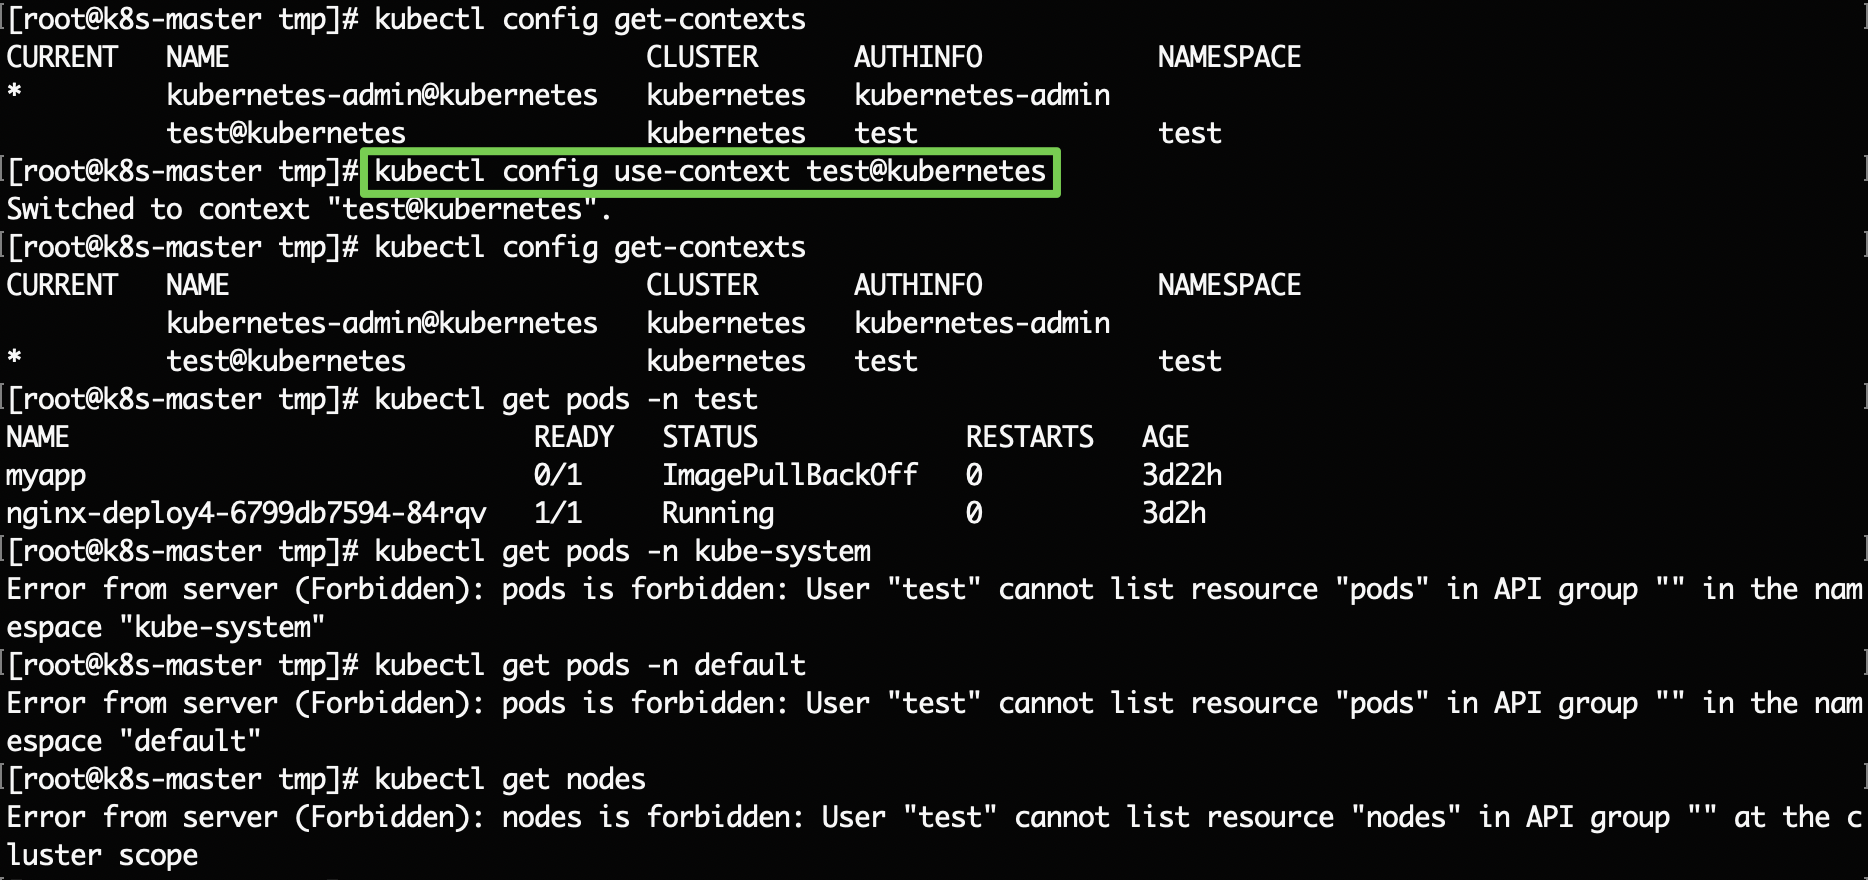 [root@k8s-master tmp]# kubectl config get-contexts
CURRENT   NAME                          CLUSTER      AUTHINFO           NAMESPACE
*         kubernetes-admin@kubernetes   kubernetes   kubernetes-admin
          test@kubernetes               kubernetes   test               test
[root@k8s-master tmp]# kubectl config use-context test@kubernetes
Switched to context "test@kubernetes".
[root@k8s-master tmp]# kubectl config get-contexts
CURRENT   NAME                          CLUSTER      AUTHINFO           NAMESPACE
          kubernetes-admin@kubernetes   kubernetes   kubernetes-admin
*         test@kubernetes               kubernetes   test               test
[root@k8s-master tmp]# kubectl get pods -n test
NAME                             READY   STATUS             RESTARTS   AGE
myapp                            0/1     ImagePullBackOff   0          3d22h
nginx-deploy4-6799db7594-84rqv   1/1     Running            0          3d2h
[root@k8s-master tmp]# kubectl get pods -n kube-system
Error from server (Forbidden): pods is forbidden: User "test" cannot list resource "pods" in API group "" in the nam
espace "kube-system"
[root@k8s-master tmp]# kubectl get pods -n default
Error from server (Forbidden): pods is forbidden: User "test" cannot list resource "pods" in API group "" in the nam
espace "default"
[root@k8s-master tmp]# kubectl get nodes
Error from server (Forbidden): nodes is forbidden: User "test" cannot list resource "nodes" in API group "" at the c
luster scope